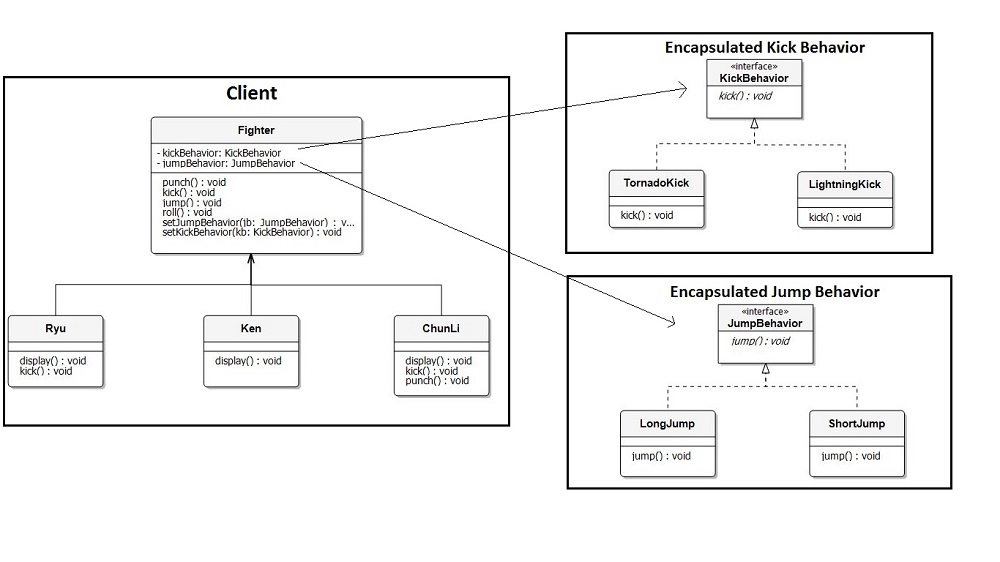 Client
Fighter
- kickBehavior: KickBehavior
- jumpBehavior: JumpBehavior
punch() : void
kick() : void
jump() : void
roll() : void
setJumpBehavior(jb: JumpBehavior) : v...
setKickBehavior(kb: KickBehavior) : void
Ryu
display() : void
kick() : void
Ken
display() : void
ChunLi
display() : void
kick() : void
punch() : void
Encapsulated Kick Behavior
«interface»
KickBehavior
kick() : void
TornadoKick
kick() : void
LightningKick
kick() : void
Encapsulated Jump Behavior
«interface»
JumpBehavior
jump() : void
LongJump
jump() : void
ShortJump
jump() : void